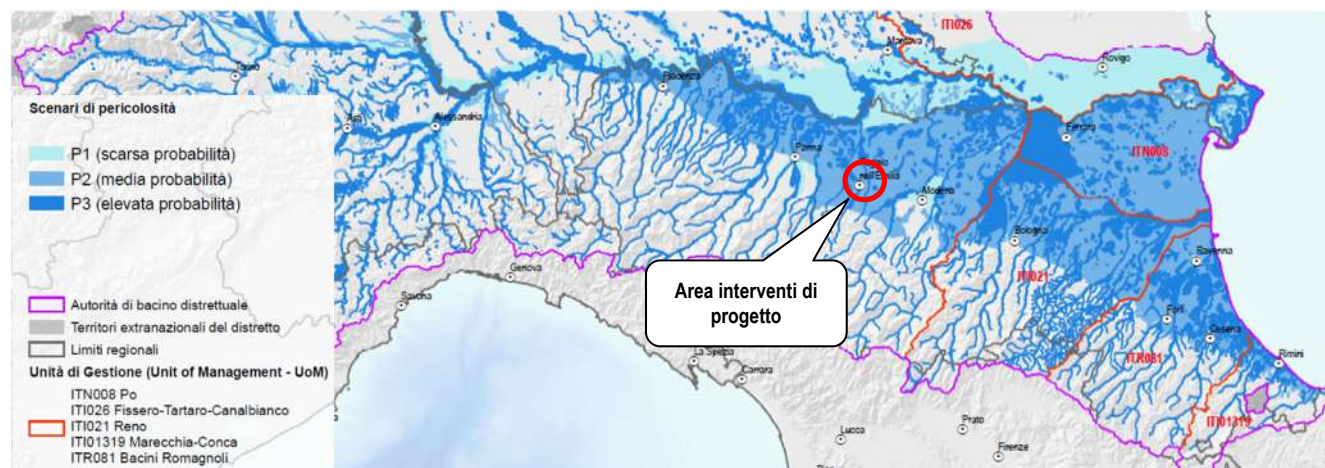 ITI026
Mantova
Rovigo
Torino
Piacenza
Scenari di pericolosità
Asti
Alessandria
Ferrara
ITN008
P1 (scarsa probabilità)
Parma
P2 (media probabilità)
nell'Emilia
Modena
P3 (elevata probabilità)
Bologna
Ravenna
Area interventi di
progetto
ITI021
Genova
Autorità di bacino distrettuale
Savona
Forlì
Territori extranazionali del distretto
Cesena
Limiti regionali
ITR081
La Spezia
Rimini
Unità di Gestione (Unit of Management - UoM)
Carrara
ITN008 Po
ITI026 Fissero-Tartaro-Canalbianco
ITI021 Reno
ITI01319
Prato
ITI01319 Marecchia-Conca
Lucca
Firenze
ITR081 Bacini Romagnoli